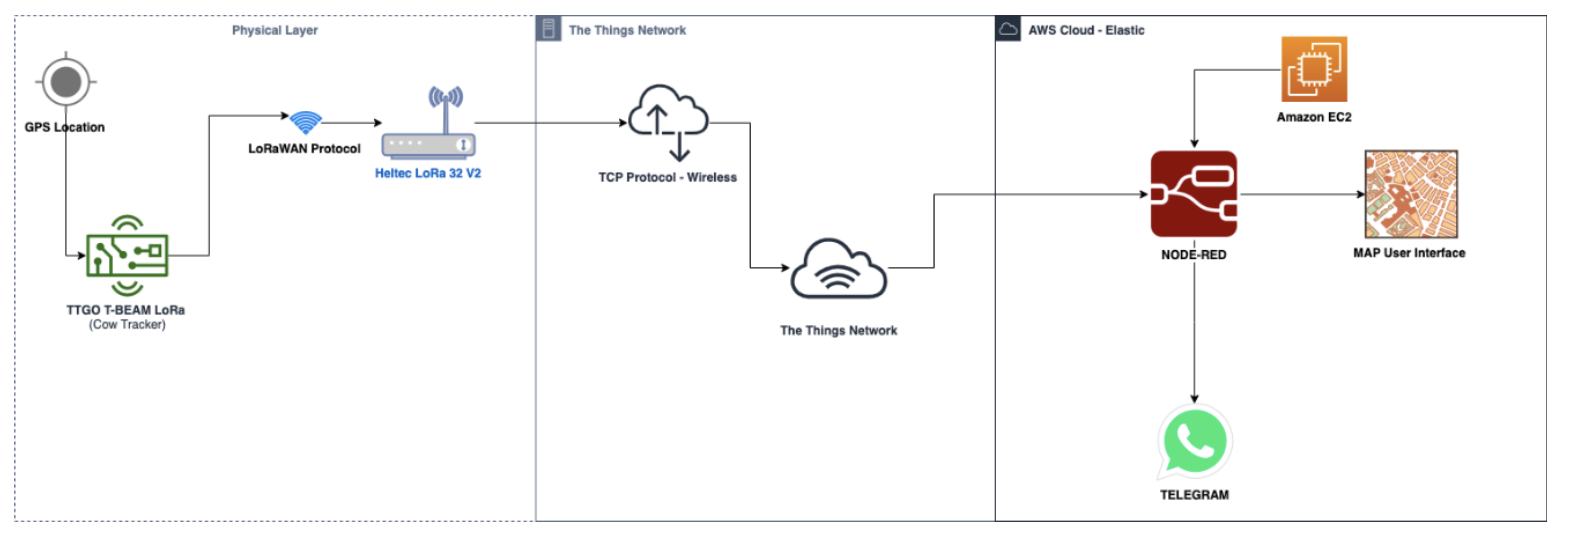 Physical Layer
The Things Network
AWS Cloud - Elastic
GPS Location
LoRaWAN Protocol
Heltec LoRa 32 V2
TTGO T-BEAM LoRa
(Cow Tracker)
TCP Protocol - Wireless
The Things Network
Amazon EC2
NODE-RED
MAP User Interface
TELEGRAM